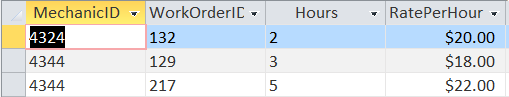 MechanicID WorkOrderID Hours RatePerHour
4324 132 2 $20.00
4344 129 3 $18.00
4344 217 5 $22.00